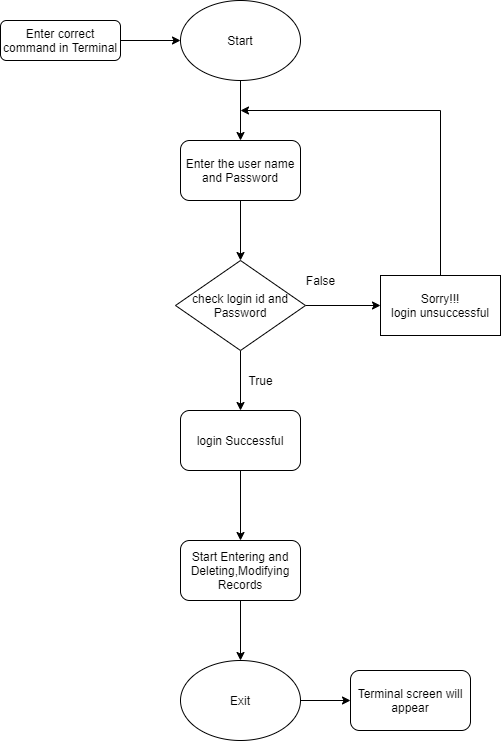 Enter correct
command in Terminal
Start
Enter the user name
and Password
False
check login id and
Password
Sorry!!!
login unsuccessful
True
login Successful
Start Entering and
Deleting,Modifying
Records
Exit
Terminal screen will
appear